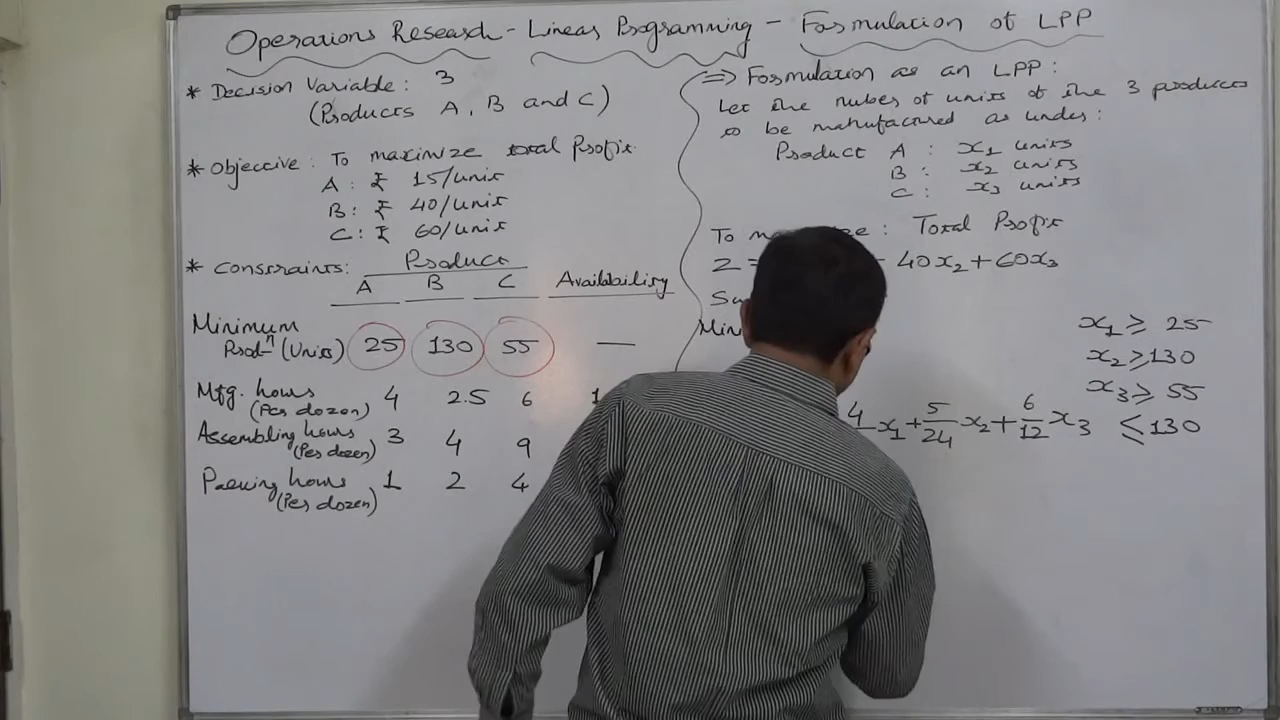 Operations Research - Linear Programming - Formulation of LPP
* Decision Variable : 3
(Products A, B and C)
* Objective : To maximize total Profit
A : ₹ 15/unit
B : ₹ 40/unit
C : ₹ 60/unit
* Constraints : Product
A B C Availability
Minimum
Prodⁿ (Units) 25 130 55 —
Mfg. hours
(Per dozen) 4 2.5 6 1
Assembling hours
(Per dozen) 3 4 9
Packing hours
(Per dozen) 1 2 4
⇒ Formulation as an LPP :
Let the nubes of units of the 3 products
to be manufactured as under :
Product A : x₁ units
B : x₂ units
C : x₃ units
To : Total Profit
Z = 40x₂ + 60x₃
x₁ ≥ 25
x₂ ≥ 130
x₃ ≥ 55
4 x₁ + 5/24 x₂ + 6/12 x₃ ≤ 130